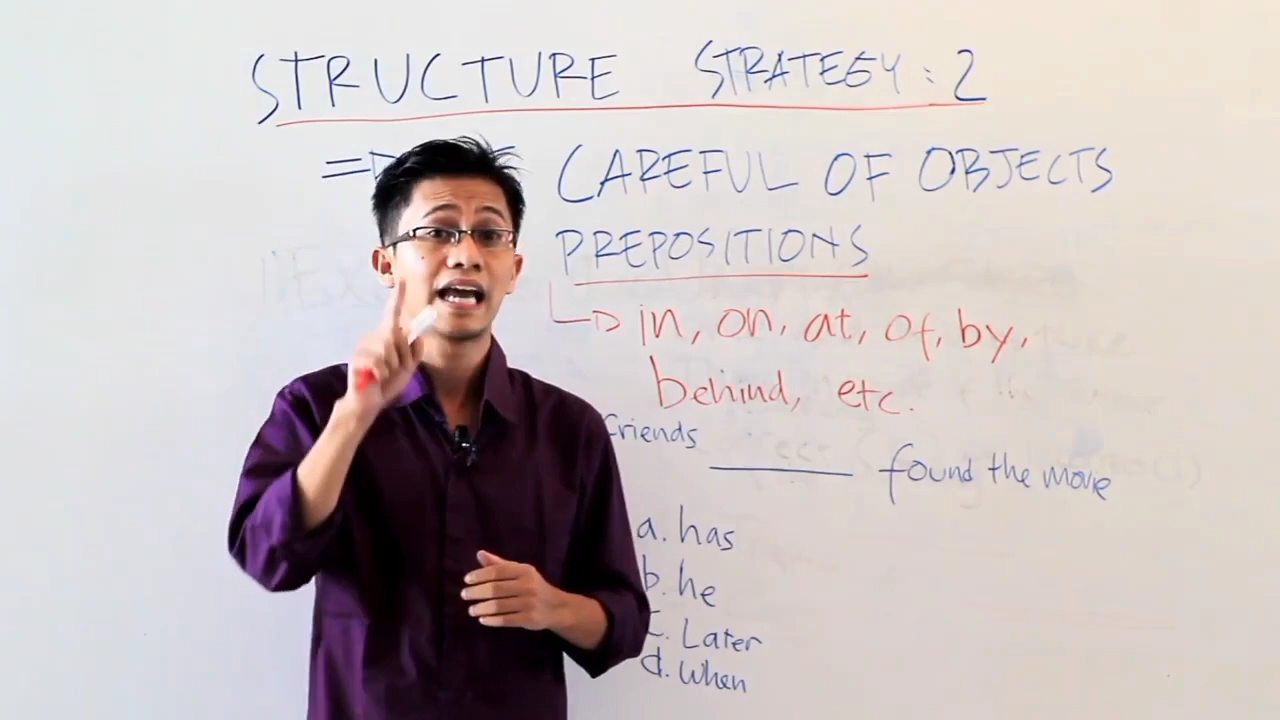 STRUCTURE STRATEGY: 2
CAREFUL OF OBJECTS
PREPOSITIONS
in, on, at, of, by,
behind, etc.
friends
found the movie
a. has
b. he
c. Later
d. When